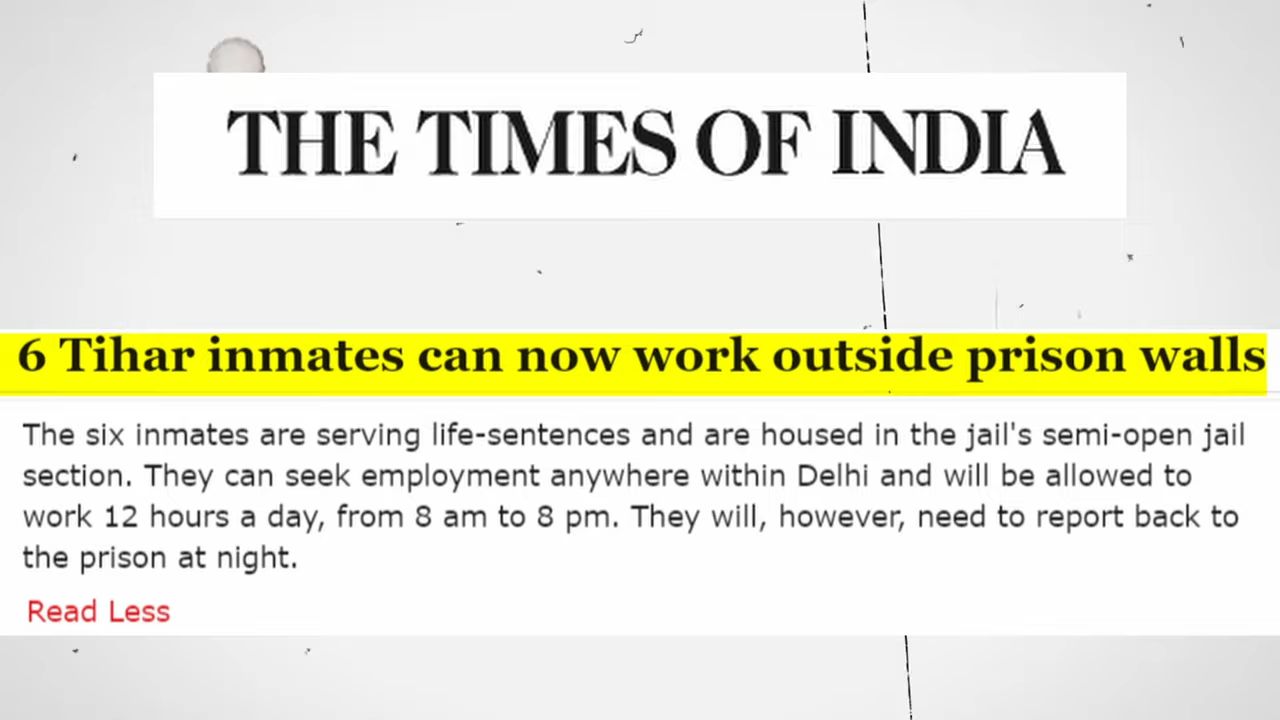 THE TIMES OF INDIA
6 Tihar inmates can now work outside prison walls
The six inmates are serving life-sentences and are housed in the jail's semi-open jail
section. They can seek employment anywhere within Delhi and will be allowed to
work 12 hours a day, from 8 am to 8 pm. They will, however, need to report back to
the prison at night.
Read Less